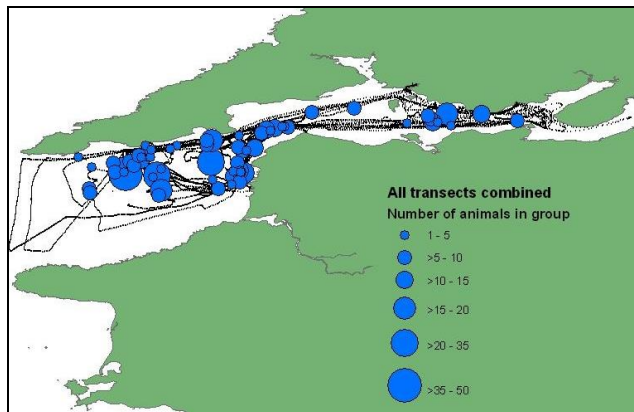 All transects combined
Number of animals in group
1 - 5
>5 - 10
>10 - 15
>15 - 20
>20 - 35
>35 - 50